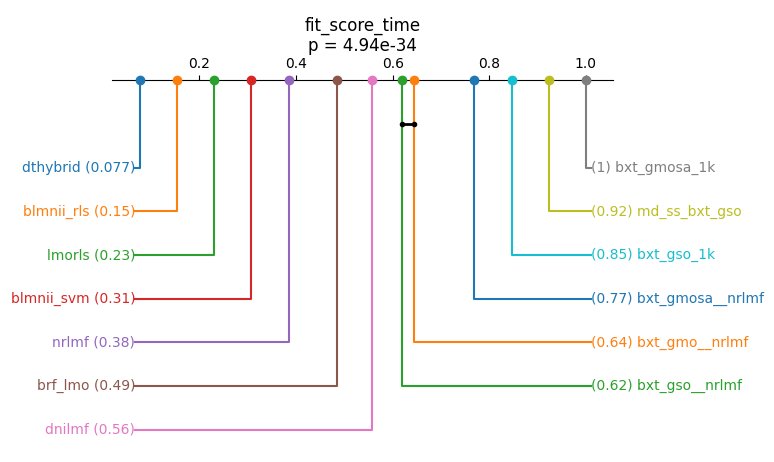 fit_score_time
p = 4.94e-34
0.2 0.4 0.6 0.8 1.0
dthybrid (0.077)
(1) bxt_gmosa_1k
blmnii_rls (0.15)
(0.92) md_ss_bxt_gso
lmorls (0.23)
(0.85) bxt_gso_1k
blmnii_svm (0.31)
(0.77) bxt_gmosa__nrlmf
nrlmf (0.38)
(0.64) bxt_gmo__nrlmf
brf_lmo (0.49)
(0.62) bxt_gso__nrlmf
dnilmf (0.56)